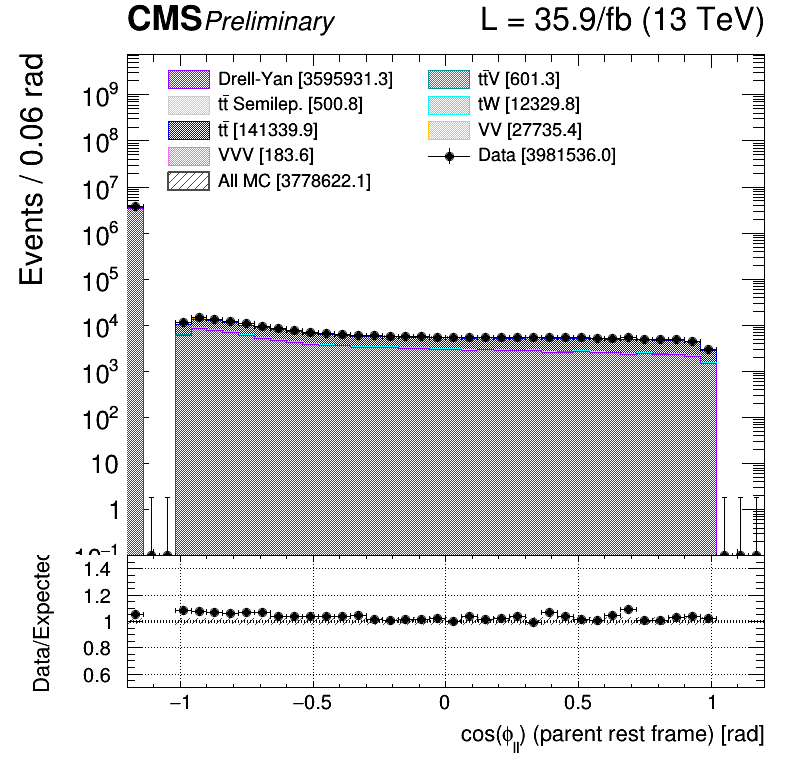 CMS Preliminary L = 35.9/fb (13 TeV)
Events / 0.06 rad
Drell-Yan [3595931.3]
tt̄ Semilep. [500.8]
tt̄ [141339.9]
VVV [183.6]
All MC [3778622.1]
tt̄V [601.3]
tW [12329.8]
VV [27735.4]
Data [3981536.0]
10⁹
10⁸
10⁷
10⁶
10⁵
10⁴
10³
10²
10
1
10⁻¹
Data/Expected
1.4
1.2
1
0.8
0.6
−1 −0.5 0 0.5 1
cos(ϕ_ll) (parent rest frame) [rad]